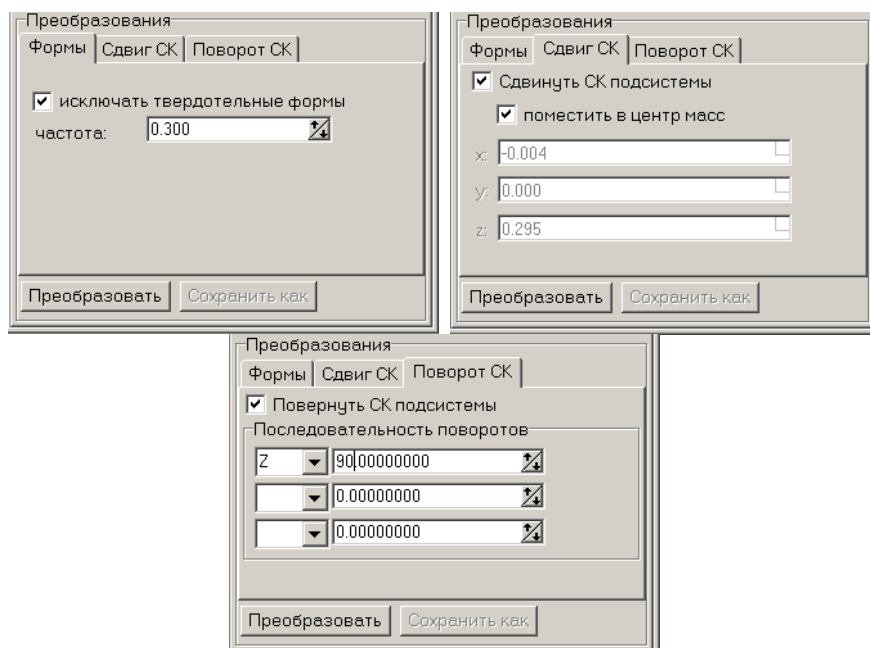 Преобразования
Формы Сдвиг СК Поворот СК
исключать твердотельные формы
частота: 0.300
Преобразовать Сохранить как
Преобразования
Формы Сдвиг СК Поворот СК
Сдвинуть СК подсистемы
поместить в центр масс
x: -0.004
y: 0.000
z: 0.295
Преобразовать Сохранить как
Преобразования
Формы Сдвиг СК Поворот СК
Повернуть СК подсистемы
Последовательность поворотов
Z 90.00000000
0.00000000
0.00000000
Преобразовать Сохранить как